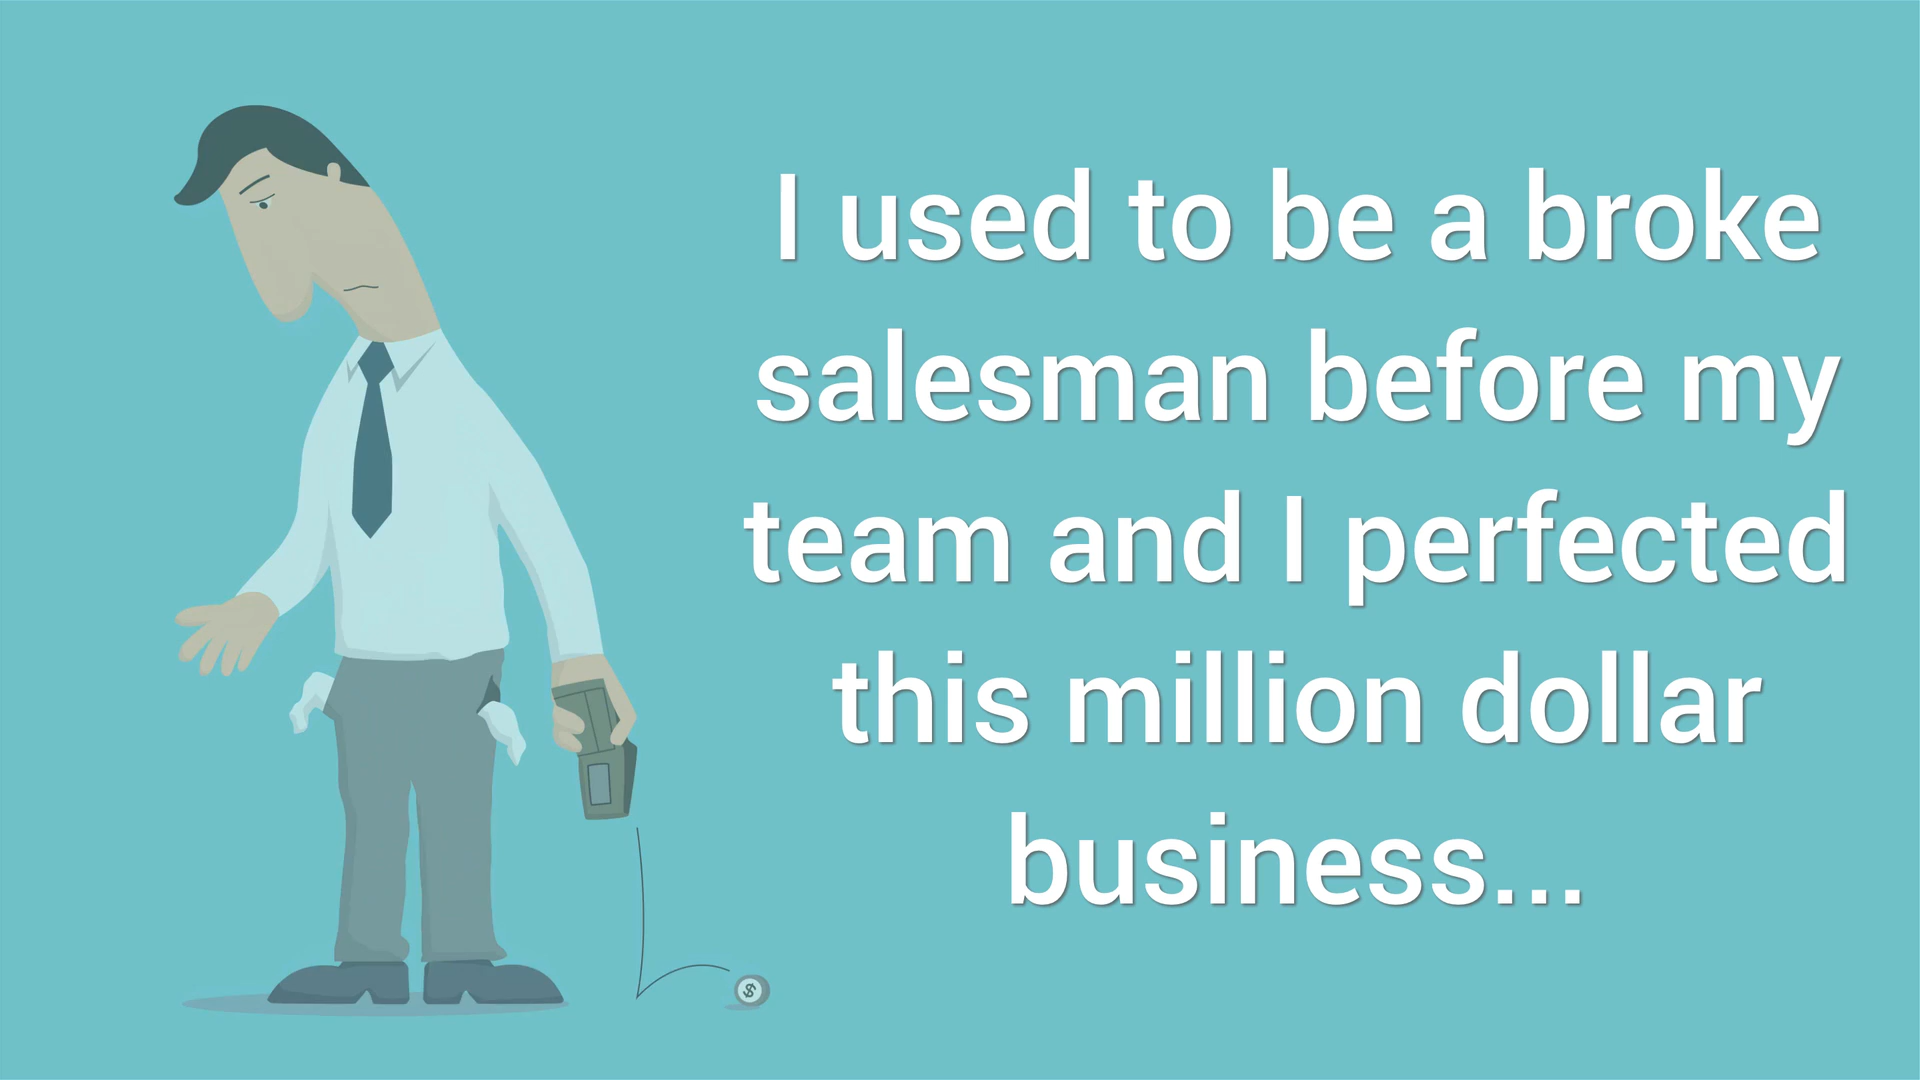 I used to be a broke
salesman before my
team and I perfected
this million dollar
business...
$